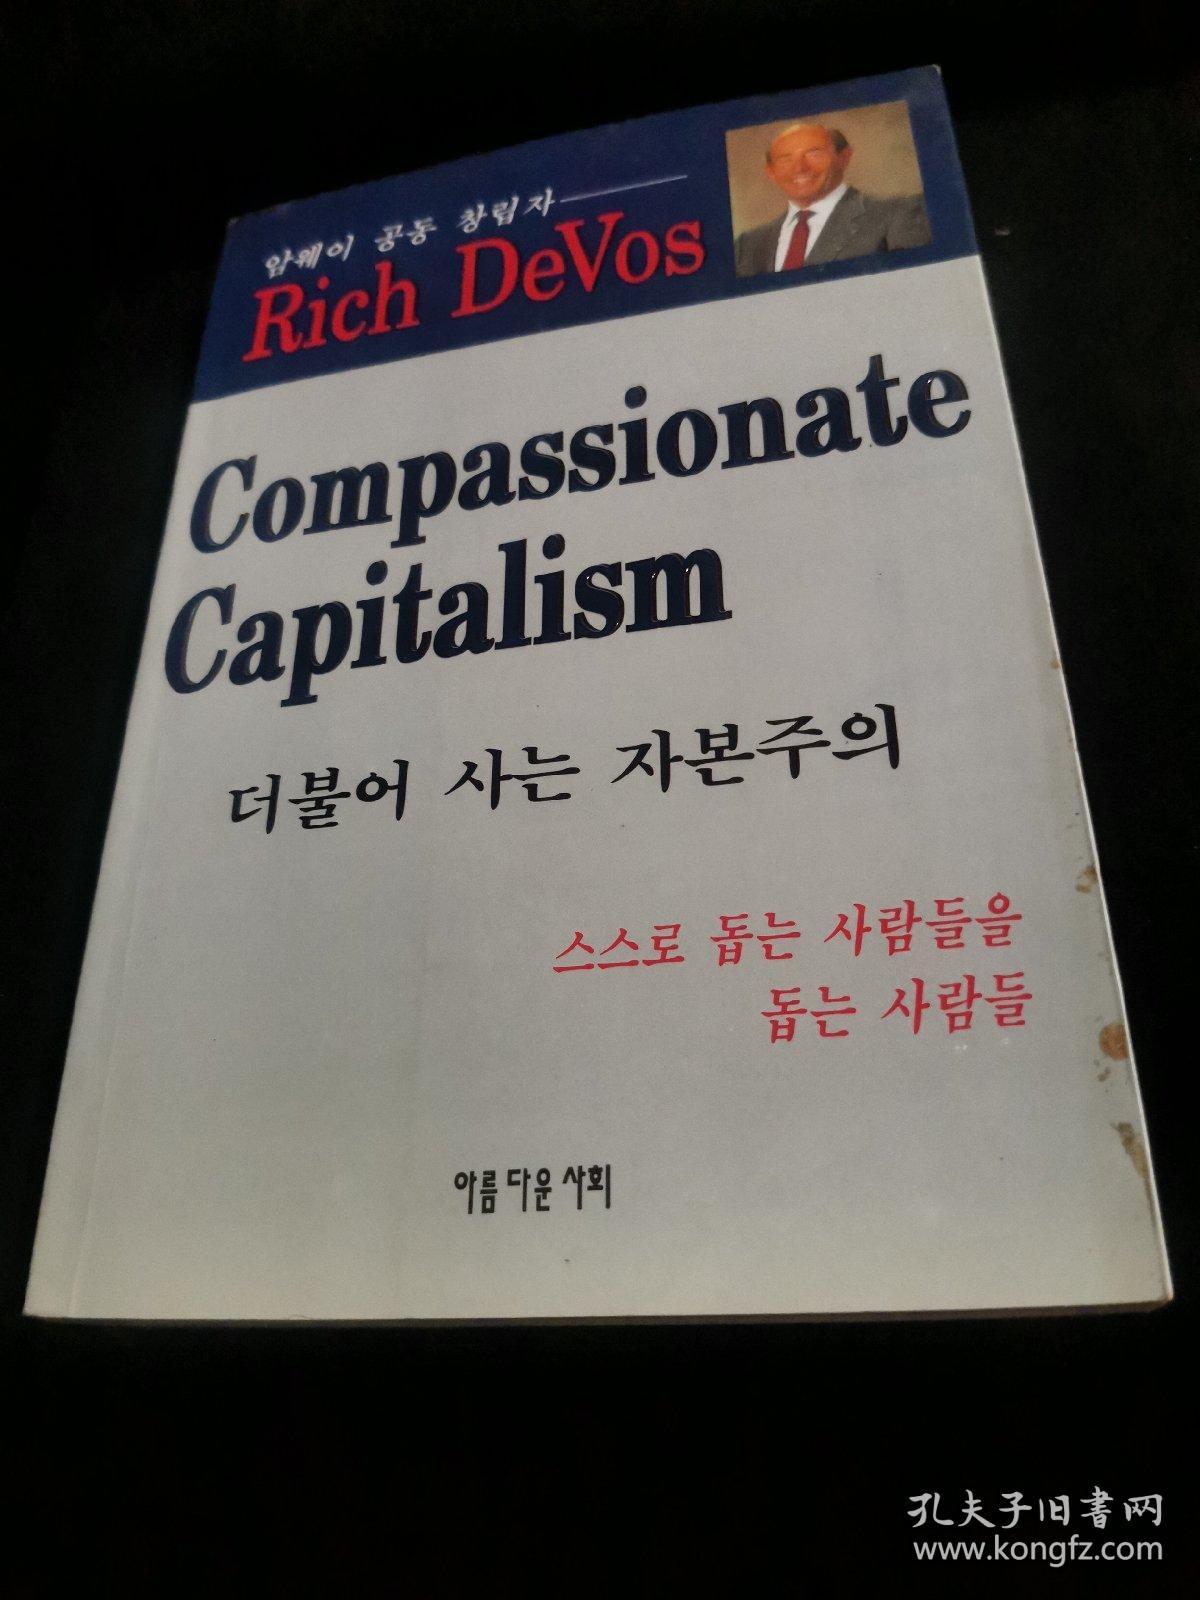 암웨이 공동 창립자
Rich DeVos
Compassionate
Capitalism
더불어 사는 자본주의
스스로 돕는 사람들을
돕는 사람들
아름다운사회
孔夫子旧書网
www.kongfz.com